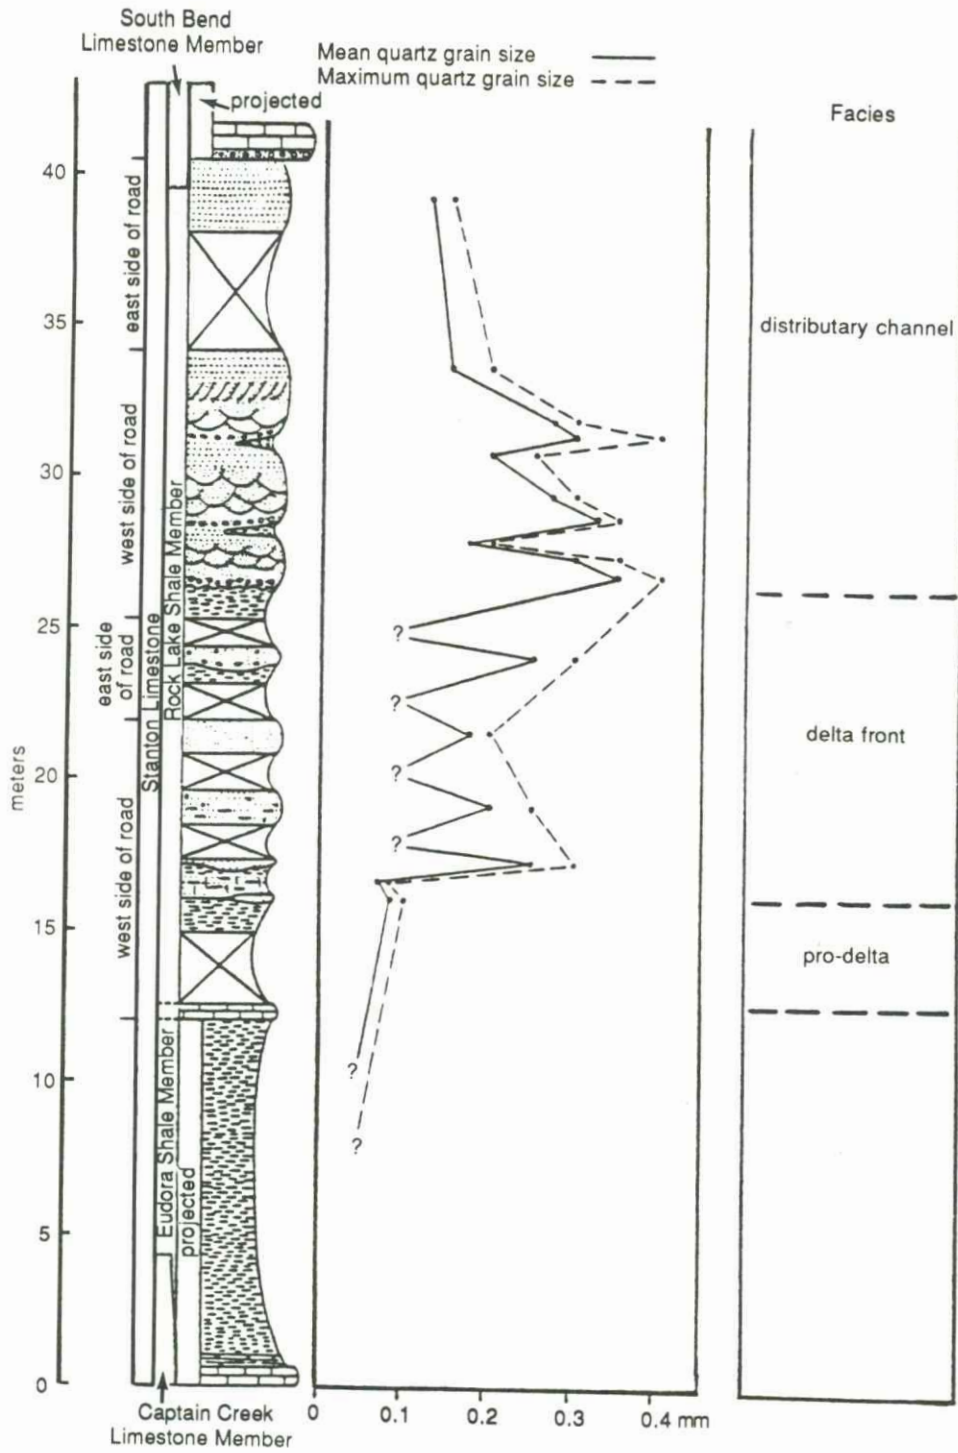 South Bend
Limestone Member
Mean quartz grain size
Maximum quartz grain size
projected
Facies
40
35
30
25
20
15
10
5
0
meters
east side of road
west side of road
east side
of road
west side of road
Stanton Limestone
Rock Lake Shale Member
Eudora Shale Member
projected
?
?
?
?
?
?
distributary channel
delta front
pro-delta
Captain Creek
Limestone Member
0
0.1
0.2
0.3
0.4 mm